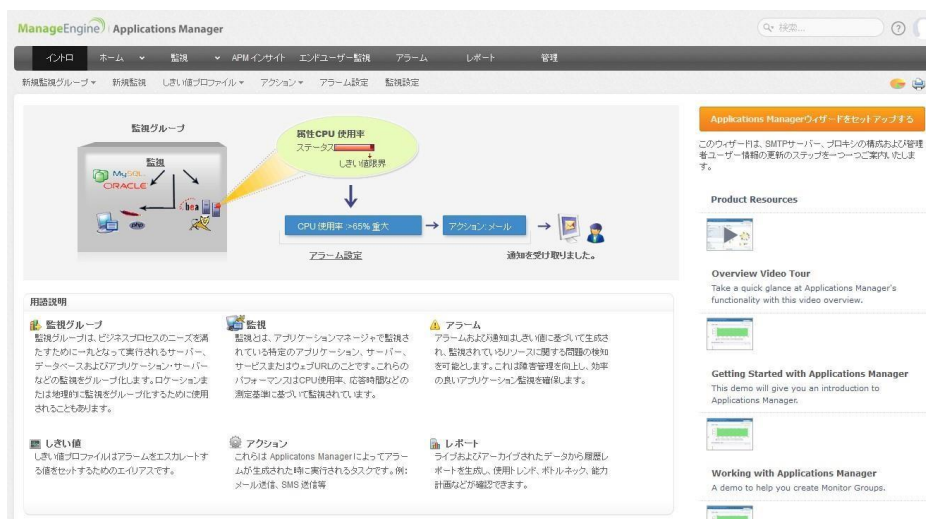 ManageEngine Applications Manager
検索...
イントロ ホーム 監視 APMインサイト エンドユーザー監視 アラーム レポート 管理
新規監視グループ 新規監視 しきい値プロファイル アクション アラーム設定 監視設定
監視グループ
監視
MySQL
ORACLE
bea
php
属性CPU 使用率
ステータス
しきい値限界
CPU使用率 >65% 重大
アクション:メール
アラーム設定
通知を受け取りました。
用語説明
監視グループ
監視グループは、ビジネスプロセスのニーズを満
たすために一丸となって実行されるサーバー、
データベースおよびアプリケーション・サーバー
などの監視をグループ化します。ロケーションま
たは地理的に監視をグループ化するために使用
されることもあります。
監視
監視とは、アプリケーションマネージャで監視さ
れている特定のアプリケーション、サーバー、
サービスまたはウェブURLのことです。これらの
パフォーマンスはCPU使用率、応答時間などの
測定基準に基づいて監視されています。
アラーム
アラームおよび通知はしきい値に基づいて生成さ
れ、監視されているリソースに関する問題の検知
を可能とします。これは障害管理を向上し、効率
の良いアプリケーション監視を確保します。
しきい値
しきい値プロファイルはアラームをエスカレートす
る値をセットするためのエイリアスです。
アクション
これらは Applicatons Managerによってアラー
ムが生成された時に実行されるタスクです。例:
メール送信、SMS 送信等
レポート
ライブおよびアーカイブされたデータから履歴レ
ポートを生成し、使用トレンド、ボトルネック、能力
計画などが確認できます。
Applications Managerウィザードをセットアップする
このウィザードは、SMTPサーバー、プロキシの構成および管理
者ユーザー情報の更新のステップを一つ一つご案内いたしま
す。
Product Resources
Overview Video Tour
Take a quick glance at Applications Manager's
functionality with this video overview.
Getting Started with Applications Manager
This demo will give you an introduction to
Applications Manager.
Working with Applications Manager
A demo to help you create Monitor Groups.